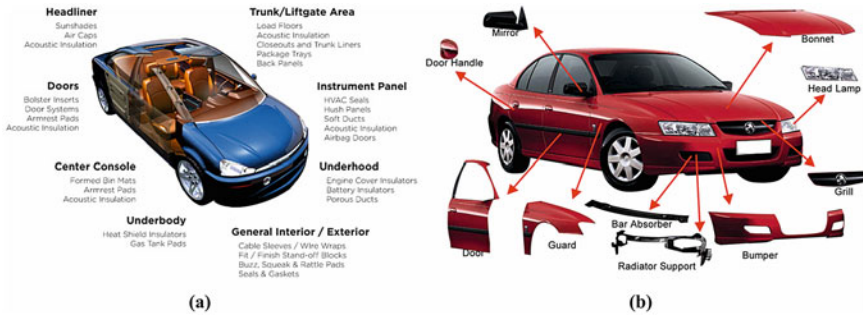 Headliner
Sunshades
Air Caps
Acoustic Insulation
Trunk/Liftgate Area
Load Floors
Acoustic Insulation
Closeouts and Trunk Liners
Package Trays
Back Panels
Doors
Bolster Inserts
Door Systems
Armrest Pads
Acoustic Insulation
Instrument Panel
HVAC Seals
Hush Panels
Soft Ducts
Acoustic Insulation
Airbag Doors
Center Console
Formed Bin Mats
Armrest Pads
Acoustic Insulation
Underhood
Engine Cover Insulators
Battery Insulators
Porous Ducts
Underbody
Heat Shield Insulators
Gas Tank Pads
General Interior / Exterior
Cable Sleeves / Wire Wraps
Fit / Finish Stand-off Blocks
Buzz, Squeak & Rattle Pads
Seals & Gaskets
(a)
Mirror
Bonnet
Door Handle
Head Lamp
Grill
Door
Guard
Bar Absorber
Radiator Support
Bumper
(b)